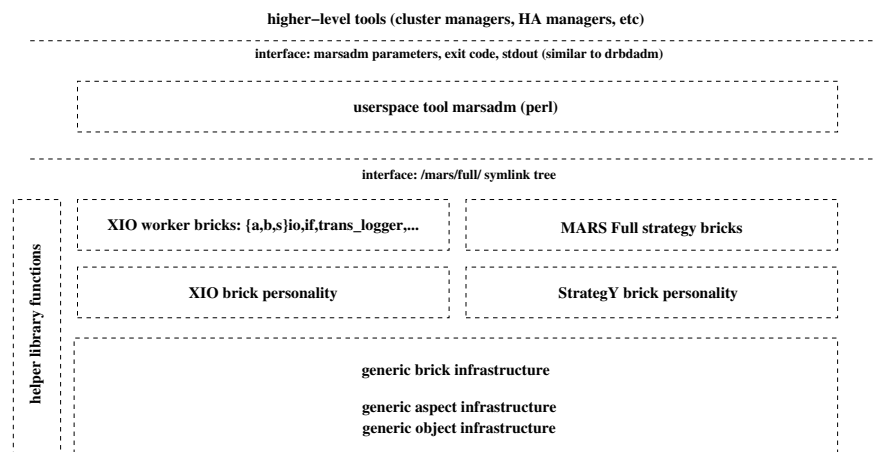 higher−level tools (cluster managers, HA managers, etc)
interface: marsadm parameters, exit code, stdout (similar to drbdadm)
userspace tool marsadm (perl)
interface: /mars/full/ symlink tree
XIO worker bricks: {a,b,s}io,if,trans_logger,...
MARS Full strategy bricks
XIO brick personality
StrategY brick personality
helper library functions
generic brick infrastructure
generic aspect infrastructure
generic object infrastructure